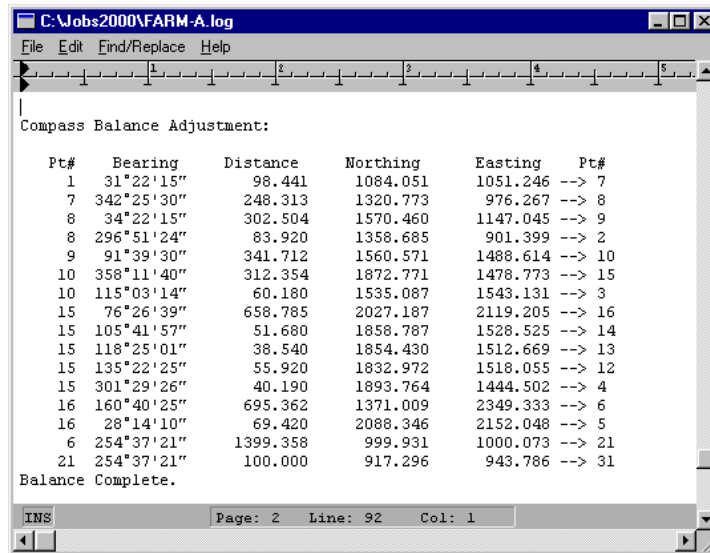 C:\Jobs2000\FARM-A.log
File Edit Find/Replace Help
1 2 3 4 5
Compass Balance Adjustment:
Pt# Bearing Distance Northing Easting Pt#
1 31°22'15" 98.441 1084.051 1051.246 --> 7
7 342°25'30" 248.313 1320.773 976.267 --> 8
8 34°22'15" 302.504 1570.460 1147.045 --> 9
8 296°51'24" 83.920 1358.685 901.399 --> 2
9 91°39'30" 341.712 1560.571 1488.614 --> 10
10 358°11'40" 312.354 1872.771 1478.773 --> 15
10 115°03'14" 60.180 1535.087 1543.131 --> 3
15 76°26'39" 658.785 2027.187 2119.205 --> 16
15 105°41'57" 51.680 1858.787 1528.525 --> 14
15 118°25'01" 38.540 1854.430 1512.669 --> 13
15 135°22'25" 55.920 1832.972 1518.055 --> 12
15 301°29'26" 40.190 1893.764 1444.502 --> 4
16 160°40'25" 695.362 1371.009 2349.333 --> 6
16 28°14'10" 69.420 2088.346 2152.048 --> 5
6 254°37'21" 1399.358 999.931 1000.073 --> 21
21 254°37'21" 100.000 917.296 943.786 --> 31
Balance Complete.
INS Page: 2 Line: 92 Col: 1